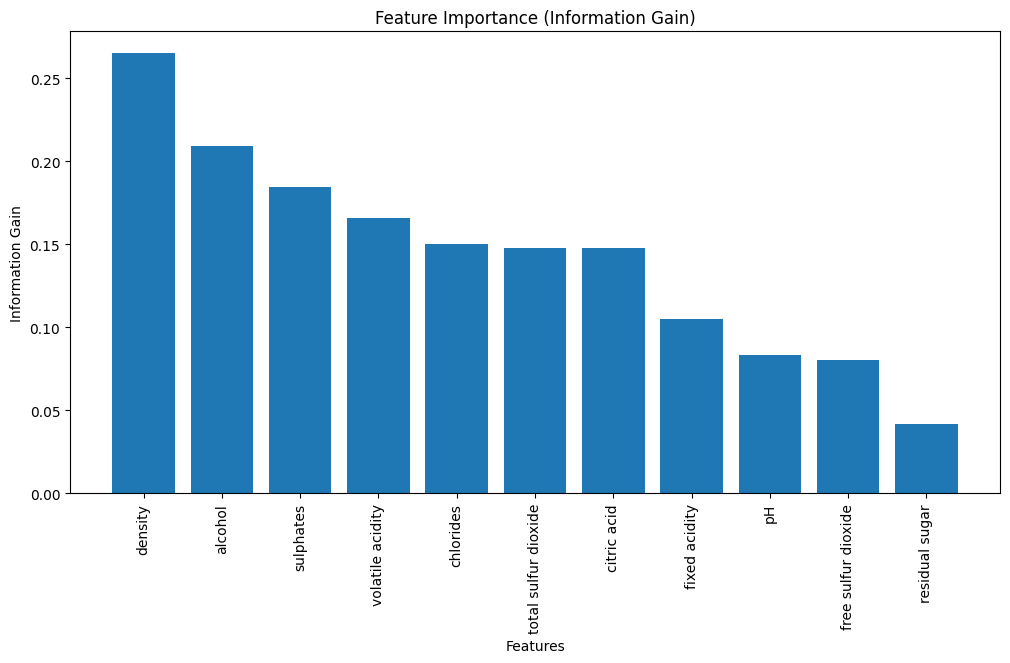 Feature Importance (Information Gain)
Information Gain
0.25
0.20
0.15
0.10
0.05
0.00
density
alcohol
sulphates
volatile acidity
chlorides
total sulfur dioxide
citric acid
fixed acidity
pH
free sulfur dioxide
residual sugar
Features